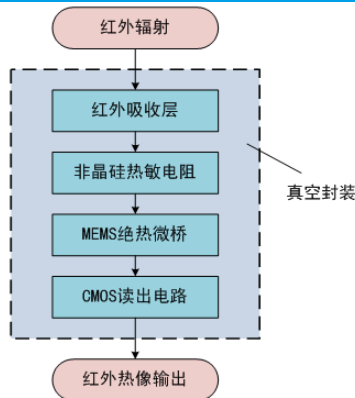 红外辐射
红外吸收层
非晶硅热敏电阻
真空封装
MEMS绝热微桥
CMOS读出电路
红外热像输出